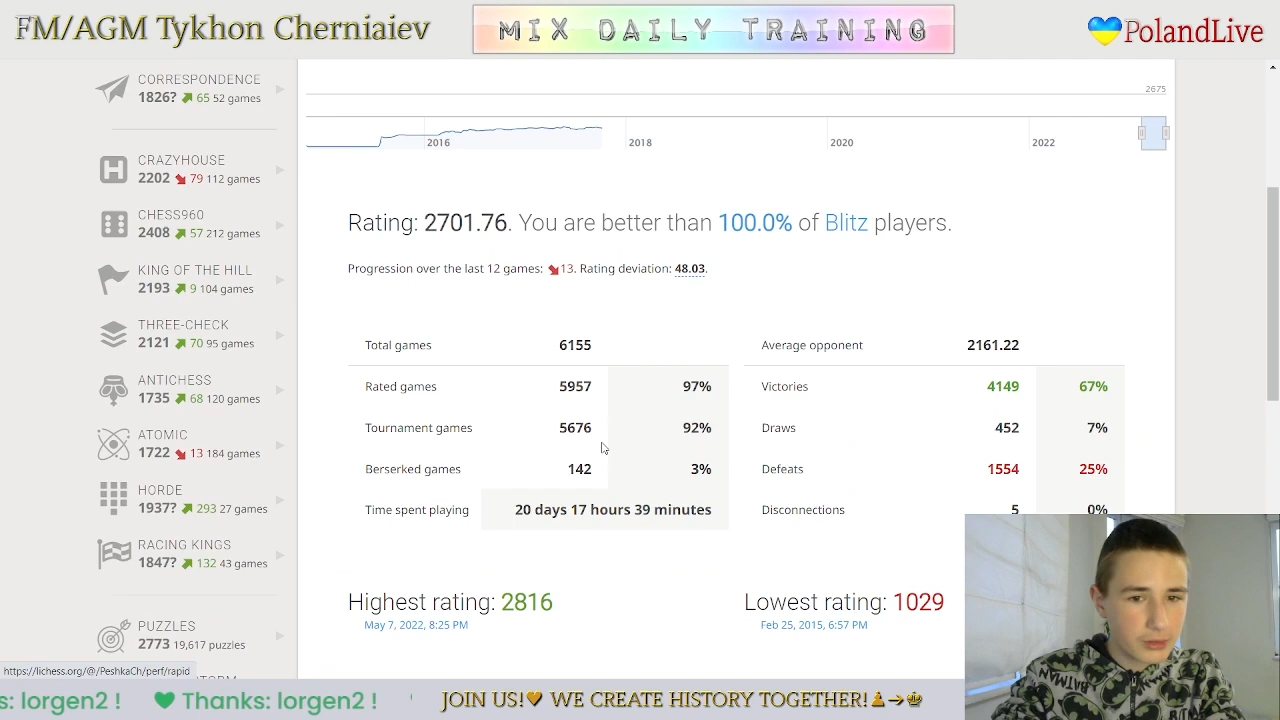 FM/AGM Tykhon Cherniaiev
MIX DAILY TRAINING
PolandLive
CORRESPONDENCE
1826? 65 52 games
CRAZYHOUSE
2202 79 112 games
CHESS960
2408 57 212 games
KING OF THE HILL
2193 9 104 games
THREE-CHECK
2121 70 95 games
ANTICHESS
1735 68 120 games
ATOMIC
1722 13 184 games
HORDE
1937? 293 27 games
RACING KINGS
1847? 132 43 games
PUZZLES
2773 19,617 puzzles
https://lichess.org/@/PeshkaCh/perf/rapid
2675
2016 2018 2020 2022
Rating: 2701.76. You are better than 100.0% of Blitz players.
Progression over the last 12 games: 13. Rating deviation: 48.03.
Total games 6155
Rated games 5957 97%
Tournament games 5676 92%
Berserked games 142 3%
Time spent playing 20 days 17 hours 39 minutes
Average opponent 2161.22
Victories 4149 67%
Draws 452 7%
Defeats 1554 25%
Disconnections 5 0%
Highest rating: 2816
May 7, 2022, 8:25 PM
Lowest rating: 1029
Feb 25, 2015, 6:57 PM
s: lorgen2 ! Thanks: lorgen2 !
JOIN US! WE CREATE HISTORY TOGETHER!
BATMAN